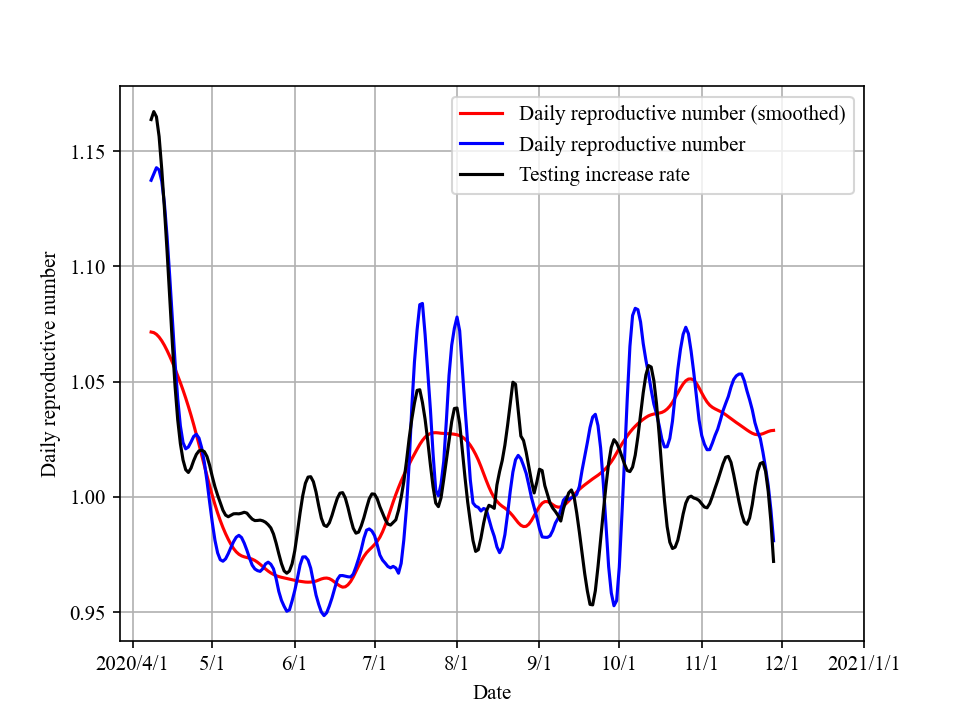 Daily reproductive number (smoothed)
Daily reproductive number
Testing increase rate
Daily reproductive number
1.15
1.10
1.05
1.00
0.95
2020/4/1 5/1 6/1 7/1 8/1 9/1 10/1 11/1 12/1 2021/1/1
Date